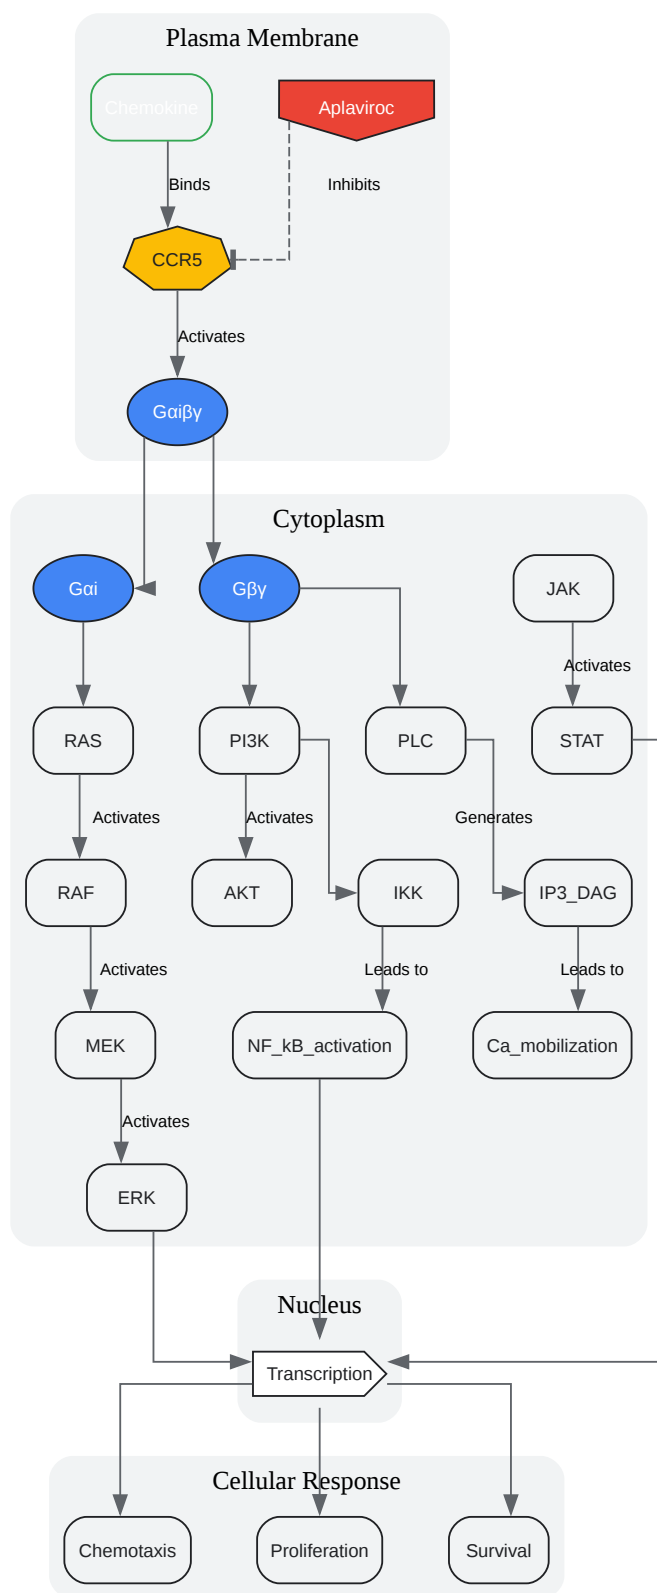 Plasma Membrane
Chemokine
Aplaviroc
Binds
Inhibits
CCR5
Activates
Gαiβγ
Cytoplasm
Gαi
Gβγ
JAK
Activates
RAS
PI3K
PLC
STAT
Activates
Activates
Generates
RAF
AKT
IKK
IP3_DAG
Activates
Leads to
Leads to
MEK
NF_kB_activation
Ca_mobilization
Activates
ERK
Nucleus
Transcription
Cellular Response
Chemotaxis
Proliferation
Survival